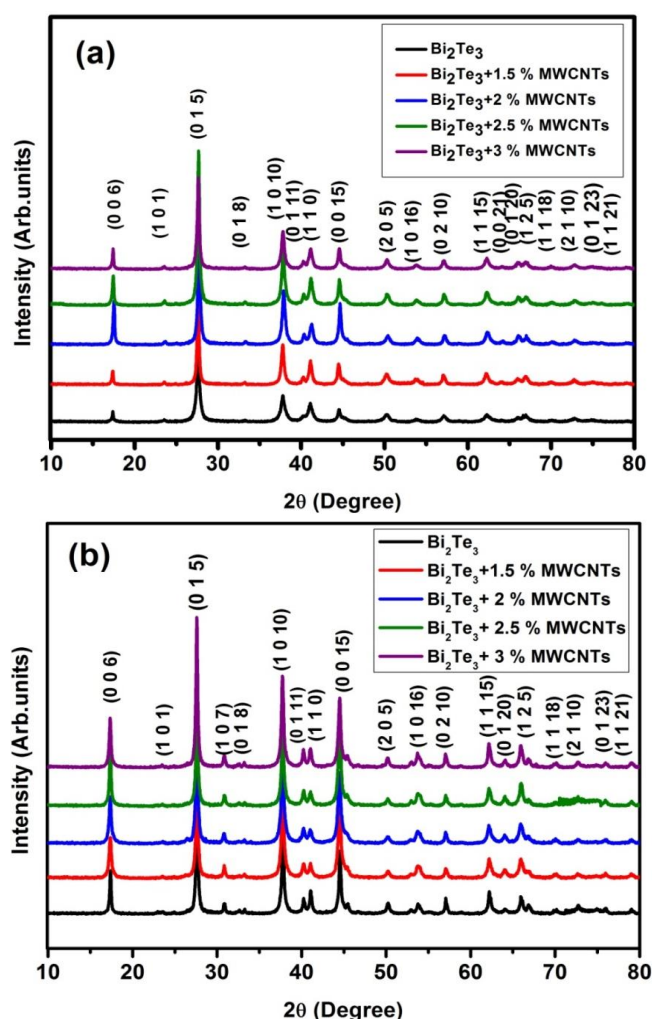 (a)
Bi₂Te₃
Bi₂Te₃+1.5 % MWCNTs
Bi₂Te₃+2 % MWCNTs
Bi₂Te₃+2.5 % MWCNTs
Bi₂Te₃+3 % MWCNTs
(0 0 6)
(1 0 1)
(0 1 5)
(0 1 8)
(1 0 10)
(0 1 11)
(1 1 0)
(0 0 15)
(2 0 5)
(1 0 16)
(0 2 10)
(1 1 15)
(0 0 21)
(0 1 20)
(1 2 5)
(1 1 18)
(2 1 10)
(0 1 23)
(1 1 21)
Intensity (Arb.units)
10 20 30 40 50 60 70 80
2θ (Degree)
(b)
Bi₂Te₃
Bi₂Te₃+1.5 % MWCNTs
Bi₂Te₃+ 2 % MWCNTs
Bi₂Te₃+ 2.5 % MWCNTs
Bi₂Te₃+ 3 % MWCNTs
(0 0 6)
(1 0 1)
(0 1 5)
(1 0 7)
(0 1 8)
(1 0 10)
(0 1 11)
(1 1 0)
(0 0 15)
(2 0 5)
(1 0 16)
(0 2 10)
(1 1 15)
(0 1 20)
(1 2 5)
(1 1 18)
(2 1 10)
(0 1 23)
(1 1 21)
Intensity (Arb.units)
10 20 30 40 50 60 70 80
2θ (Degree)